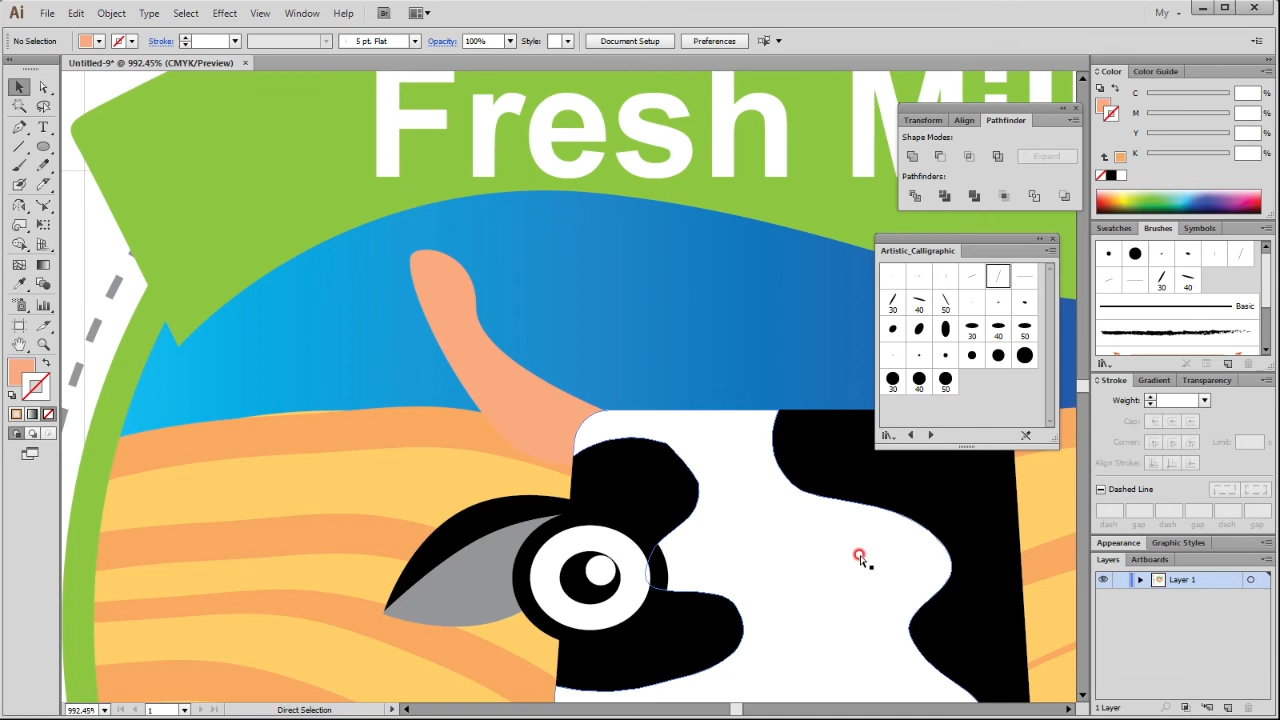 Ai File Edit Object Type Select Effect View Window Help Br My
No Selection Stroke: 5 pt. Flat Opacity: 100% Style: Document Setup Preferences
Untitled-9* @ 992.45% (CMYK/Preview)
Fresh Mil
Transform Align Pathfinder
Shape Modes:
Expand
Pathfinders:
Artistic_Calligraphic
30 40 50
30 40 50
30 40 50
Color Color Guide
C %
M %
Y %
K %
Swatches Brushes Symbols
30 40
Basic
Stroke Gradient Transparency
Weight:
Cap:
Corner: Limit: x
Align Stroke:
Dashed Line
dash gap dash gap dash gap
Appearance Graphic Styles
Layers Artboards
Layer 1
1 Layer
992.45% 1 Direct Selection